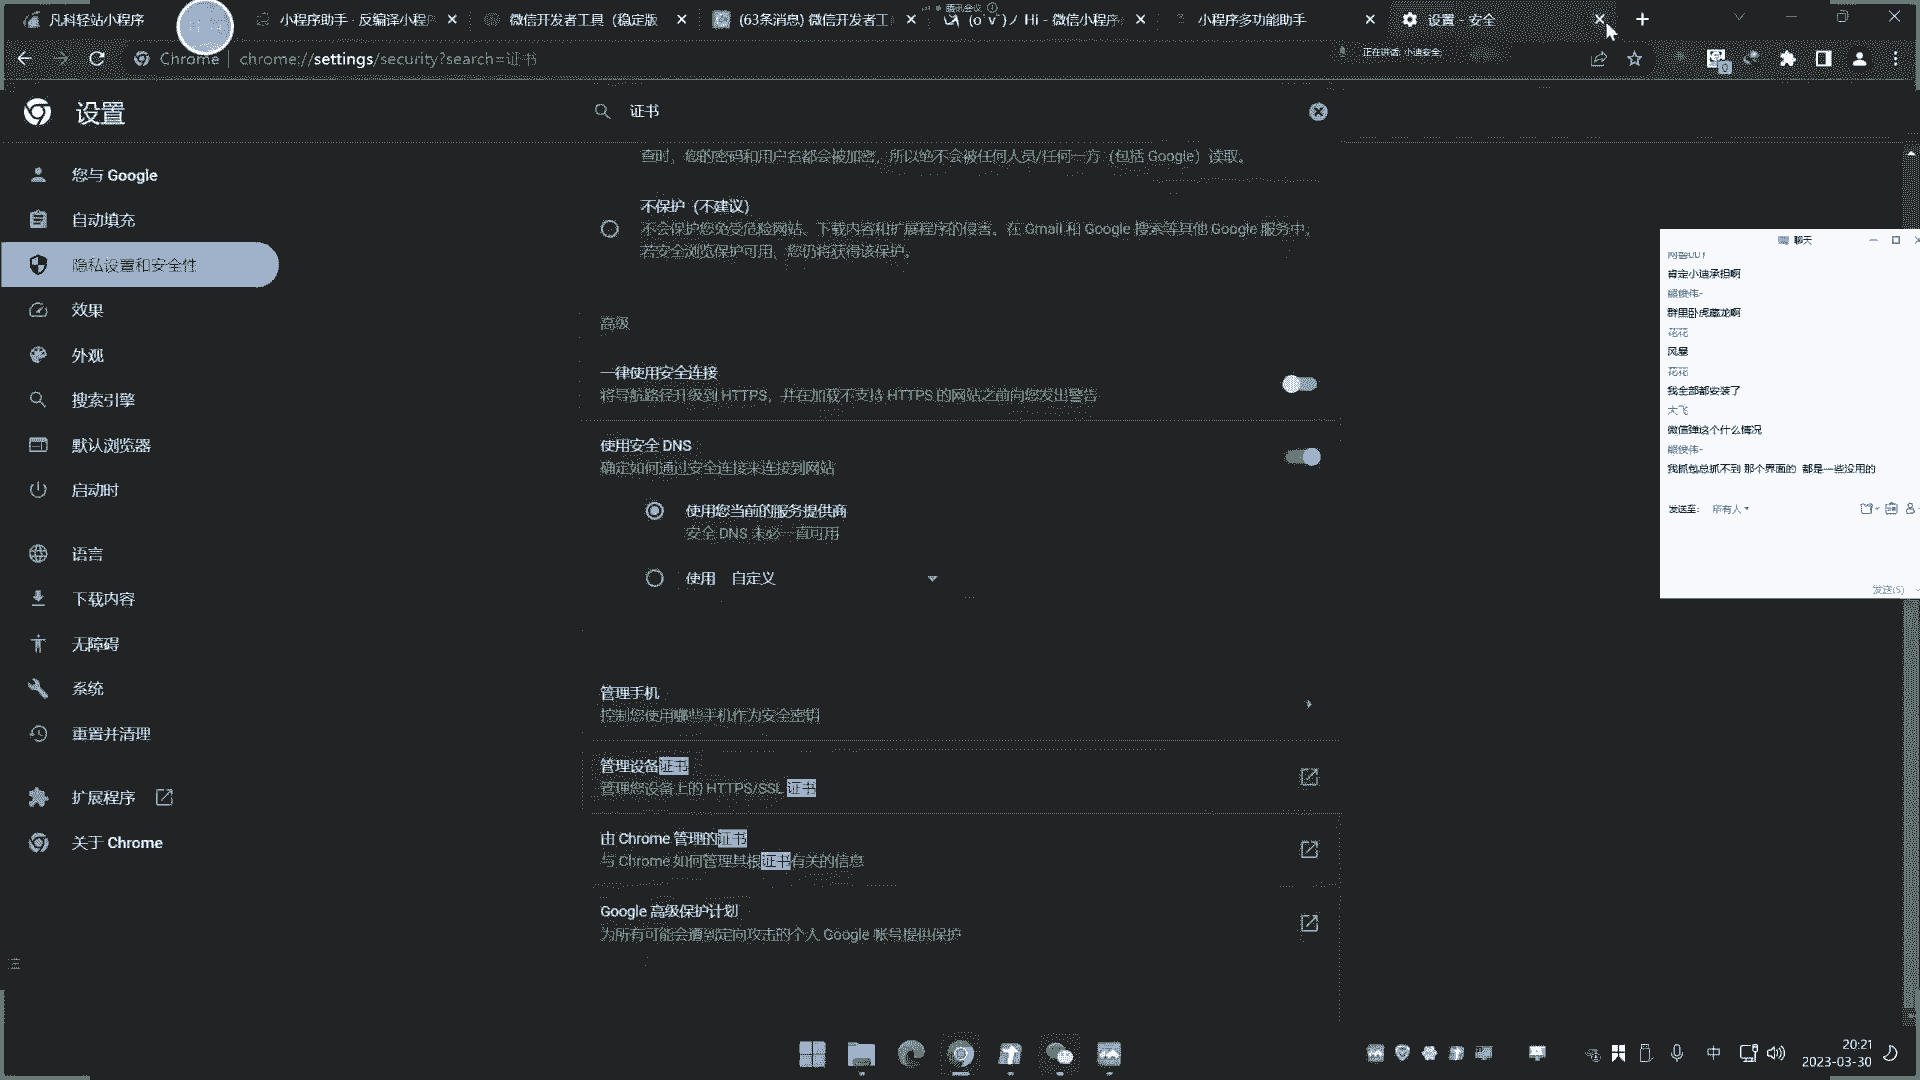 凡科轻站小程序
小程序助手 · 反编译小程序
微信开发者工具（稳定版
(63条消息) 微信开发者工
(o´ν`)ノ Hi - 微信小程序
小程序多功能助手
设置 - 安全
腾讯会议
正在讲话: 小迪安全
Chrome
chrome://settings/security?search=证书
设置
证书
您与 Google
自动填充
隐私设置和安全性
效果
外观
搜索引擎
默认浏览器
启动时
语言
下载内容
无障碍
系统
重置并清理
扩展程序
关于 Chrome
查时，您的密码和用户名都会被加密，所以绝不会被任何人员/任何一方（包括 Google）读取。
不保护（不建议）
不会保护您免受危险网站、下载内容和扩展程序的侵害。在 Gmail 和 Google 搜索等其他 Google 服务中，
若安全浏览保护可用，您仍将获得该保护。
高级
一律使用安全连接
将导航路径升级到 HTTPS，并在加载不支持 HTTPS 的网站之前向您发出警告
使用安全 DNS
确定如何通过安全连接来连接到网站
使用您当前的服务提供商
安全 DNS 未必一直可用
使用 自定义
管理手机
控制您使用哪些手机作为安全密钥
管理设备证书
管理您设备上的 HTTPS/SSL 证书
由 Chrome 管理的证书
与 Chrome 如何管理其根证书有关的信息
Google 高级保护计划
为所有可能会遭到定向攻击的个人 Google 帐号提供保护
聊天
肯定小迪承担啊
群里卧虎藏龙啊
花花
风暴
花花
我全部都安装了
大飞
微信弹这个什么情况
我抓包总抓不到 那个界面的 都是一些没用的
发送至: 所有人
发送(S)
中
20:21
2023-03-30